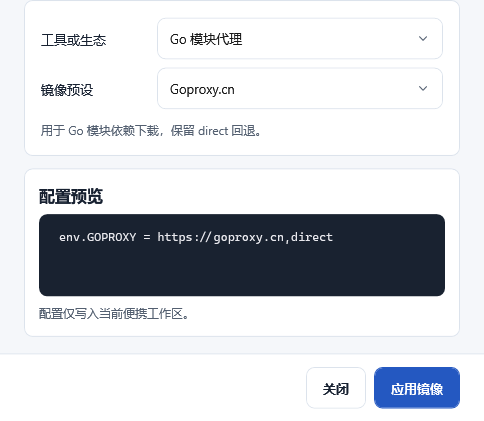 工具或生态
Go 模块代理
镜像预设
Goproxy.cn
用于 Go 模块依赖下载，保留 direct 回退。
配置预览
env.GOPROXY = https://goproxy.cn,direct
配置仅写入当前便携工作区。
关闭
应用镜像